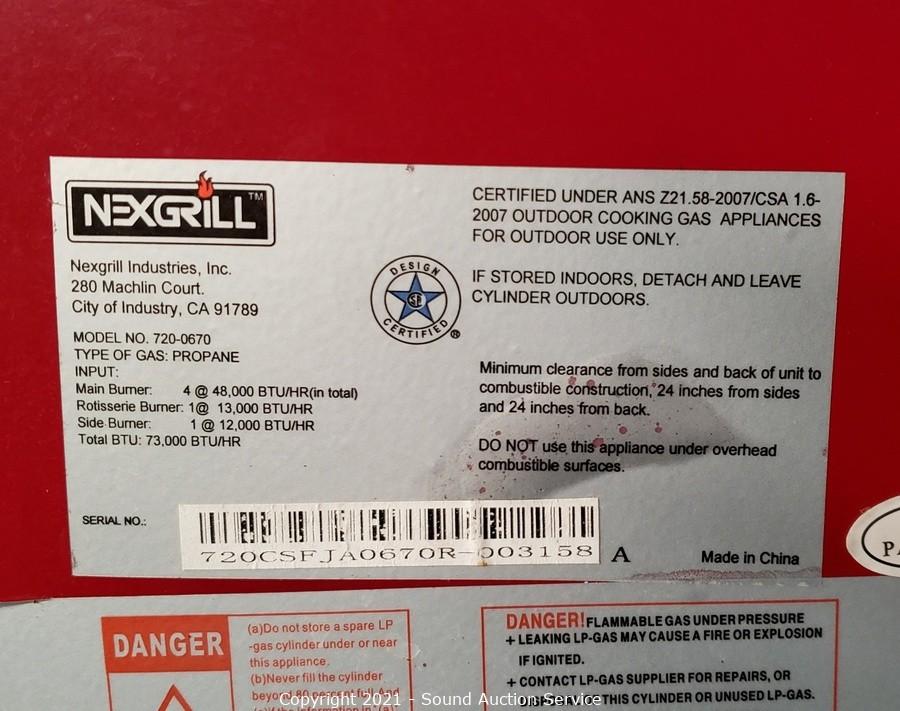 NEXGRILL™
Nexgrill Industries, Inc.
280 Machlin Court.
City of Industry, CA 91789
MODEL NO. 720-0670
TYPE OF GAS: PROPANE
INPUT:
Main Burner: 4 @ 48,000 BTU/HR(in total)
Rotisserie Burner: 1@ 13,000 BTU/HR
Side Burner: 1 @ 12,000 BTU/HR
Total BTU: 73,000 BTU/HR
DESIGN
CERTIFIED
®
CERTIFIED UNDER ANS Z21.58-2007/CSA 1.6-
2007 OUTDOOR COOKING GAS APPLIANCES
FOR OUTDOOR USE ONLY.
IF STORED INDOORS, DETACH AND LEAVE
CYLINDER OUTDOORS.
Minimum clearance from sides and back of unit to
combustible construction, 24 inches from sides
and 24 inches from back.
DO NOT use this appliance under overhead
combustible surfaces.
SERIAL NO.:
720CSFJA0670R-003158 A
Made in China
PA
DANGER
(a)Do not store a spare LP
-gas cylinder under or near
this appliance.
(b)Never fill the cylinder
beyond 80 percent full. And
DANGER! FLAMMABLE GAS UNDER PRESSURE
+ LEAKING LP-GAS MAY CAUSE A FIRE OR EXPLOSION
IF IGNITED.
+ CONTACT LP-GAS SUPPLIER FOR REPAIRS, OR
THIS CYLINDER OR UNUSED LP-GAS.
Copyright 2021 - Sound Auction Service